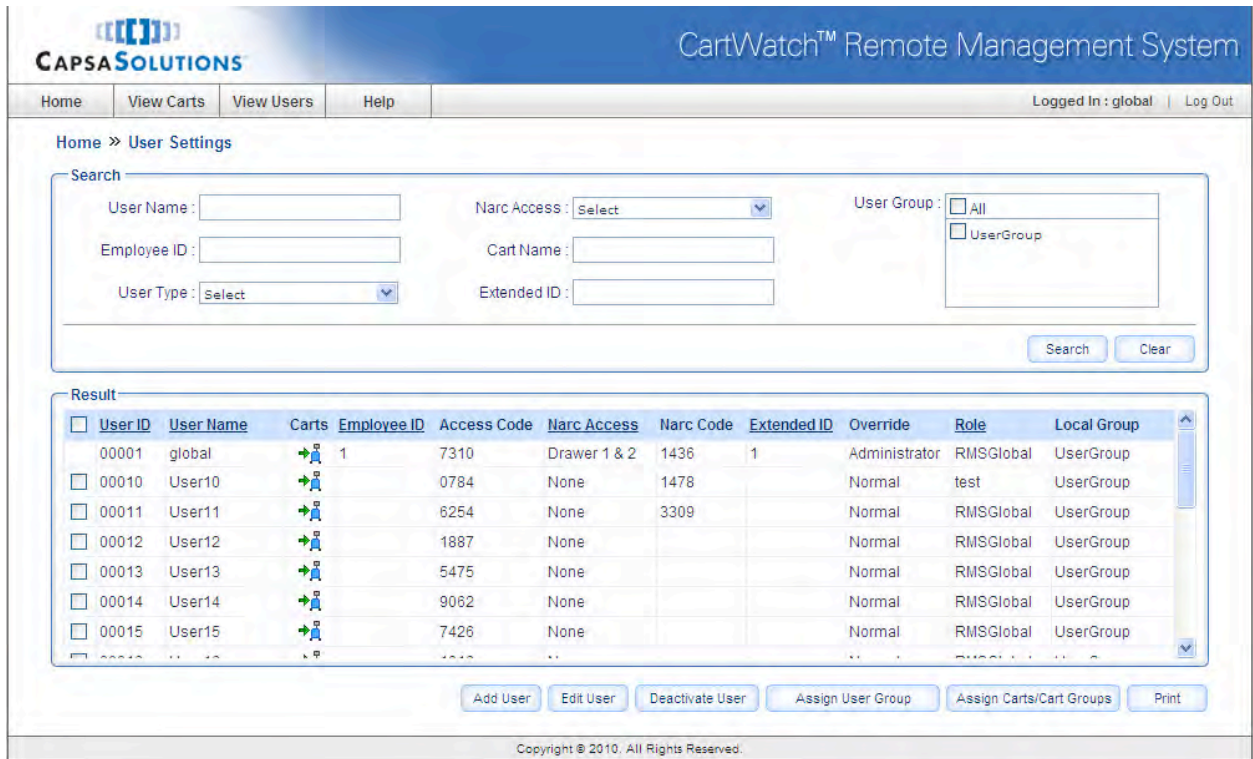 CAPSA SOLUTIONS
CartWatch™ Remote Management System
Home View Carts View Users Help Logged In : global | Log Out
Home » User Settings
Search
User Name : Narc Access : Select User Group : All
UserGroup
Employee ID : Cart Name :
User Type : Select Extended ID :
Search Clear
Result
User ID User Name Carts Employee ID Access Code Narc Access Narc Code Extended ID Override Role Local Group
00001 global 1 7310 Drawer 1 & 2 1436 1 Administrator RMSGlobal UserGroup
00010 User10 0784 None 1478 Normal test UserGroup
00011 User11 6254 None 3309 Normal RMSGlobal UserGroup
00012 User12 1887 None Normal RMSGlobal UserGroup
00013 User13 5475 None Normal RMSGlobal UserGroup
00014 User14 9062 None Normal RMSGlobal UserGroup
00015 User15 7426 None Normal RMSGlobal UserGroup
Add User Edit User Deactivate User Assign User Group Assign Carts/Cart Groups Print
Copyright © 2010. All Rights Reserved.